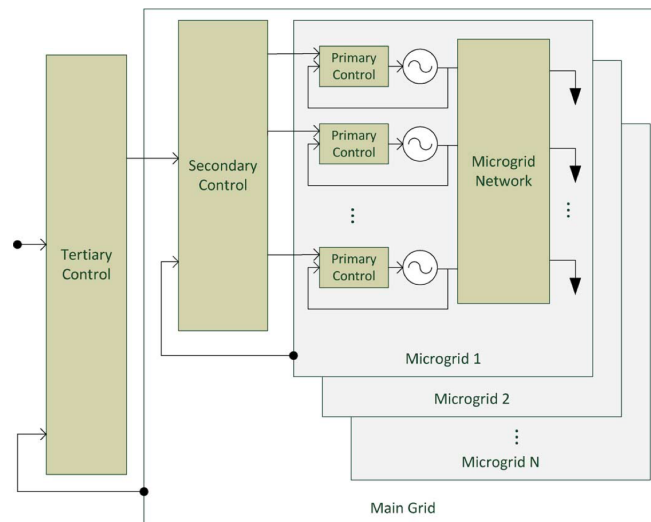 Tertiary
Control
Secondary
Control
Primary
Control
Primary
Control
⋮
Primary
Control
Microgrid
Network
⋮
Microgrid 1
Microgrid 2
⋮
Microgrid N
Main Grid